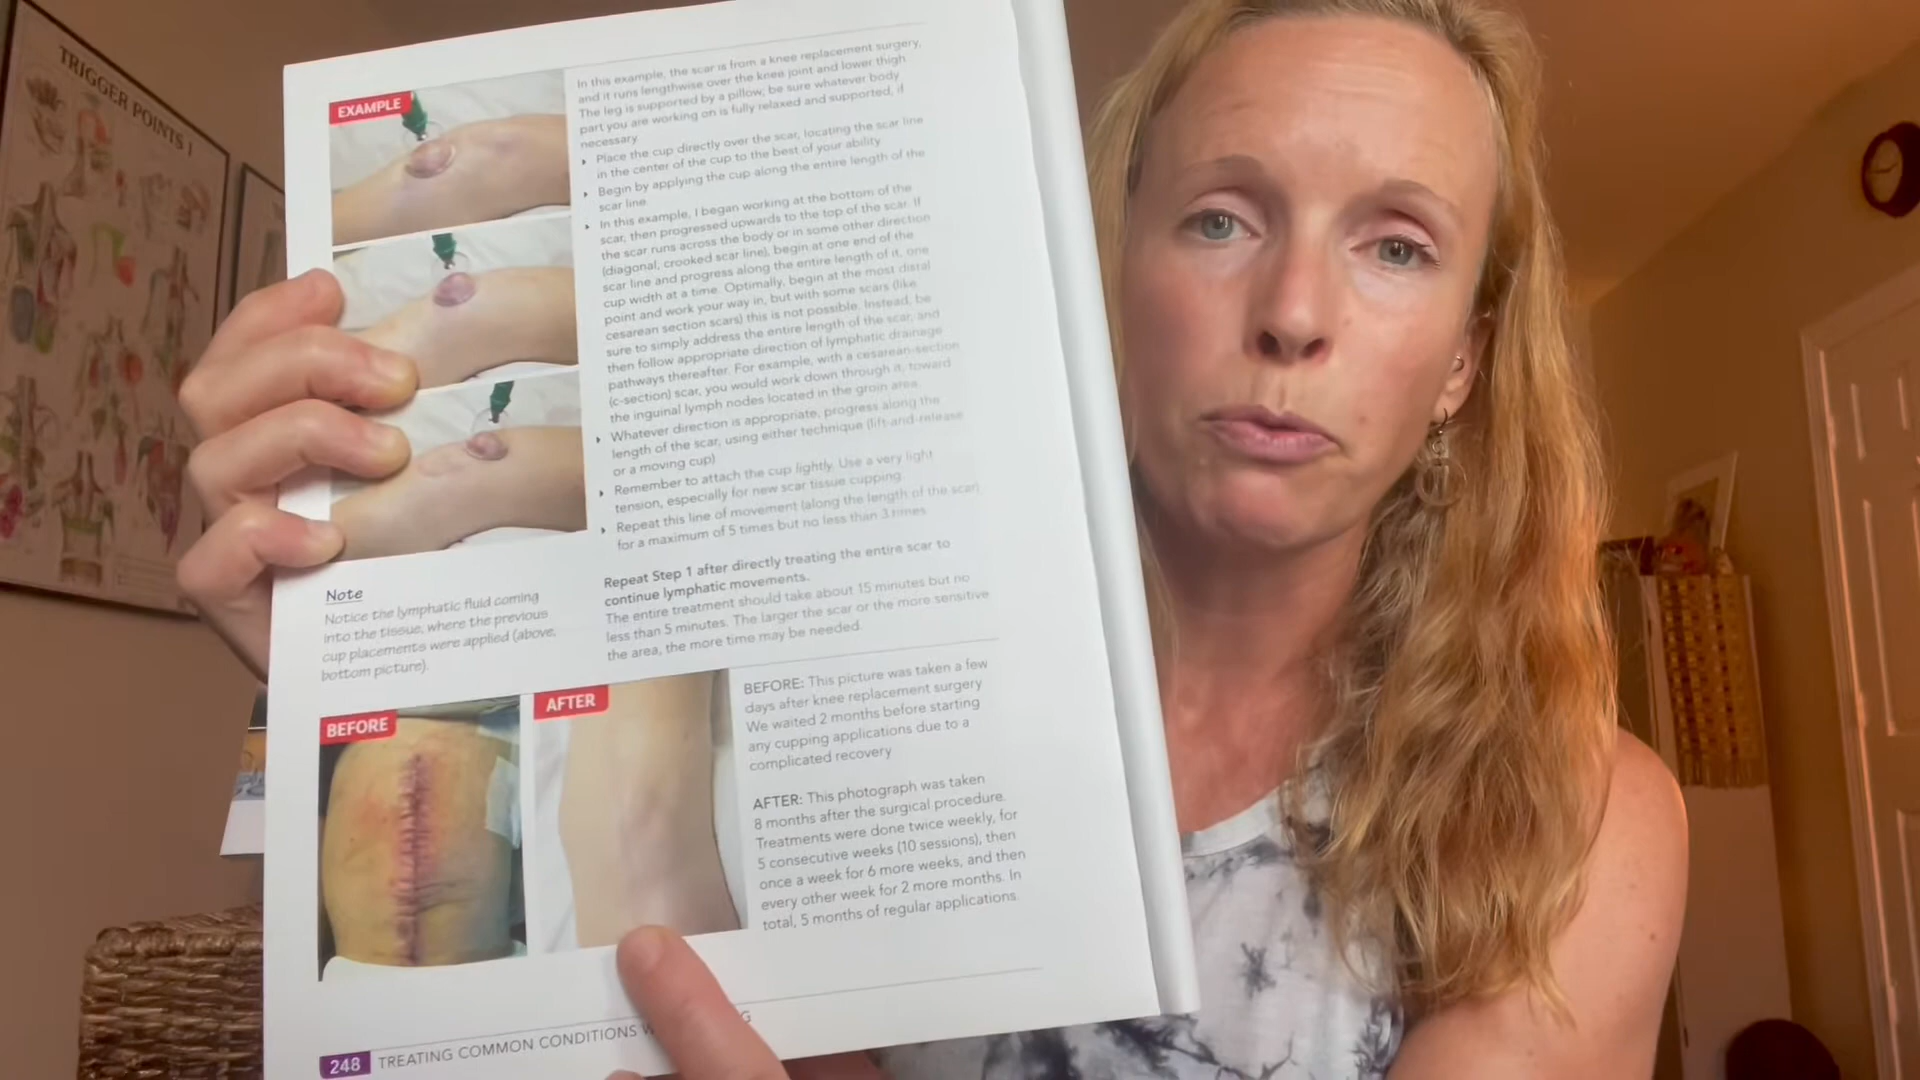 TRIGGER POINTS I
EXAMPLE
In this example, the scar is from a knee replacement surgery,
and it runs lengthwise over the knee joint and lower thigh
The leg is supported by a pillow; be sure whatever body
part you are working on is fully relaxed and supported, if
necessary
Place the cup directly over the scar, locating the scar line
in the center of the cup to the best of your ability
Begin by applying the cup along the entire length of the
scar line
In this example, I began working at the bottom of the
scar, then progressed upwards to the top of the scar. If
the scar runs across the body or in some other direction
(diagonal, crooked scar line), begin at one end of the
scar line and progress along the entire length of it, one
cup width at a time. Optimally, begin at the most distal
point and work your way in, but with some scars (like
cesarean section scars) this is not possible. Instead, be
sure to simply address the entire length of the scar, and
then follow appropriate direction of lymphatic drainage
pathways thereafter. For example, with a cesarean-section
(c-section) scar, you would work down through it, toward
the inguinal lymph nodes located in the groin area
Whatever direction is appropriate, progress along the
length of the scar, using either technique (lift-and-release
or a moving cup)
Remember to attach the cup lightly. Use a very light
tension, especially for new scar tissue cupping.
Repeat this line of movement (along the length of the scar)
for a maximum of 5 times but no less than 3 times
Repeat Step 1 after directly treating the entire scar to
continue lymphatic movements.
The entire treatment should take about 15 minutes but no
less than 5 minutes. The larger the scar or the more sensitive
the area, the more time may be needed.
Note
Notice the lymphatic fluid coming
into the tissue, where the previous
cup placements were applied (above,
bottom picture).
BEFORE
AFTER
BEFORE: This picture was taken a few
days after knee replacement surgery
We waited 2 months before starting
any cupping applications due to a
complicated recovery
AFTER: This photograph was taken
8 months after the surgical procedure.
Treatments were done twice weekly, for
5 consecutive weeks (10 sessions), then
once a week for 6 more weeks, and then
every other week for 2 more months. In
total, 5 months of regular applications.
248 TREATING COMMON CONDITIONS